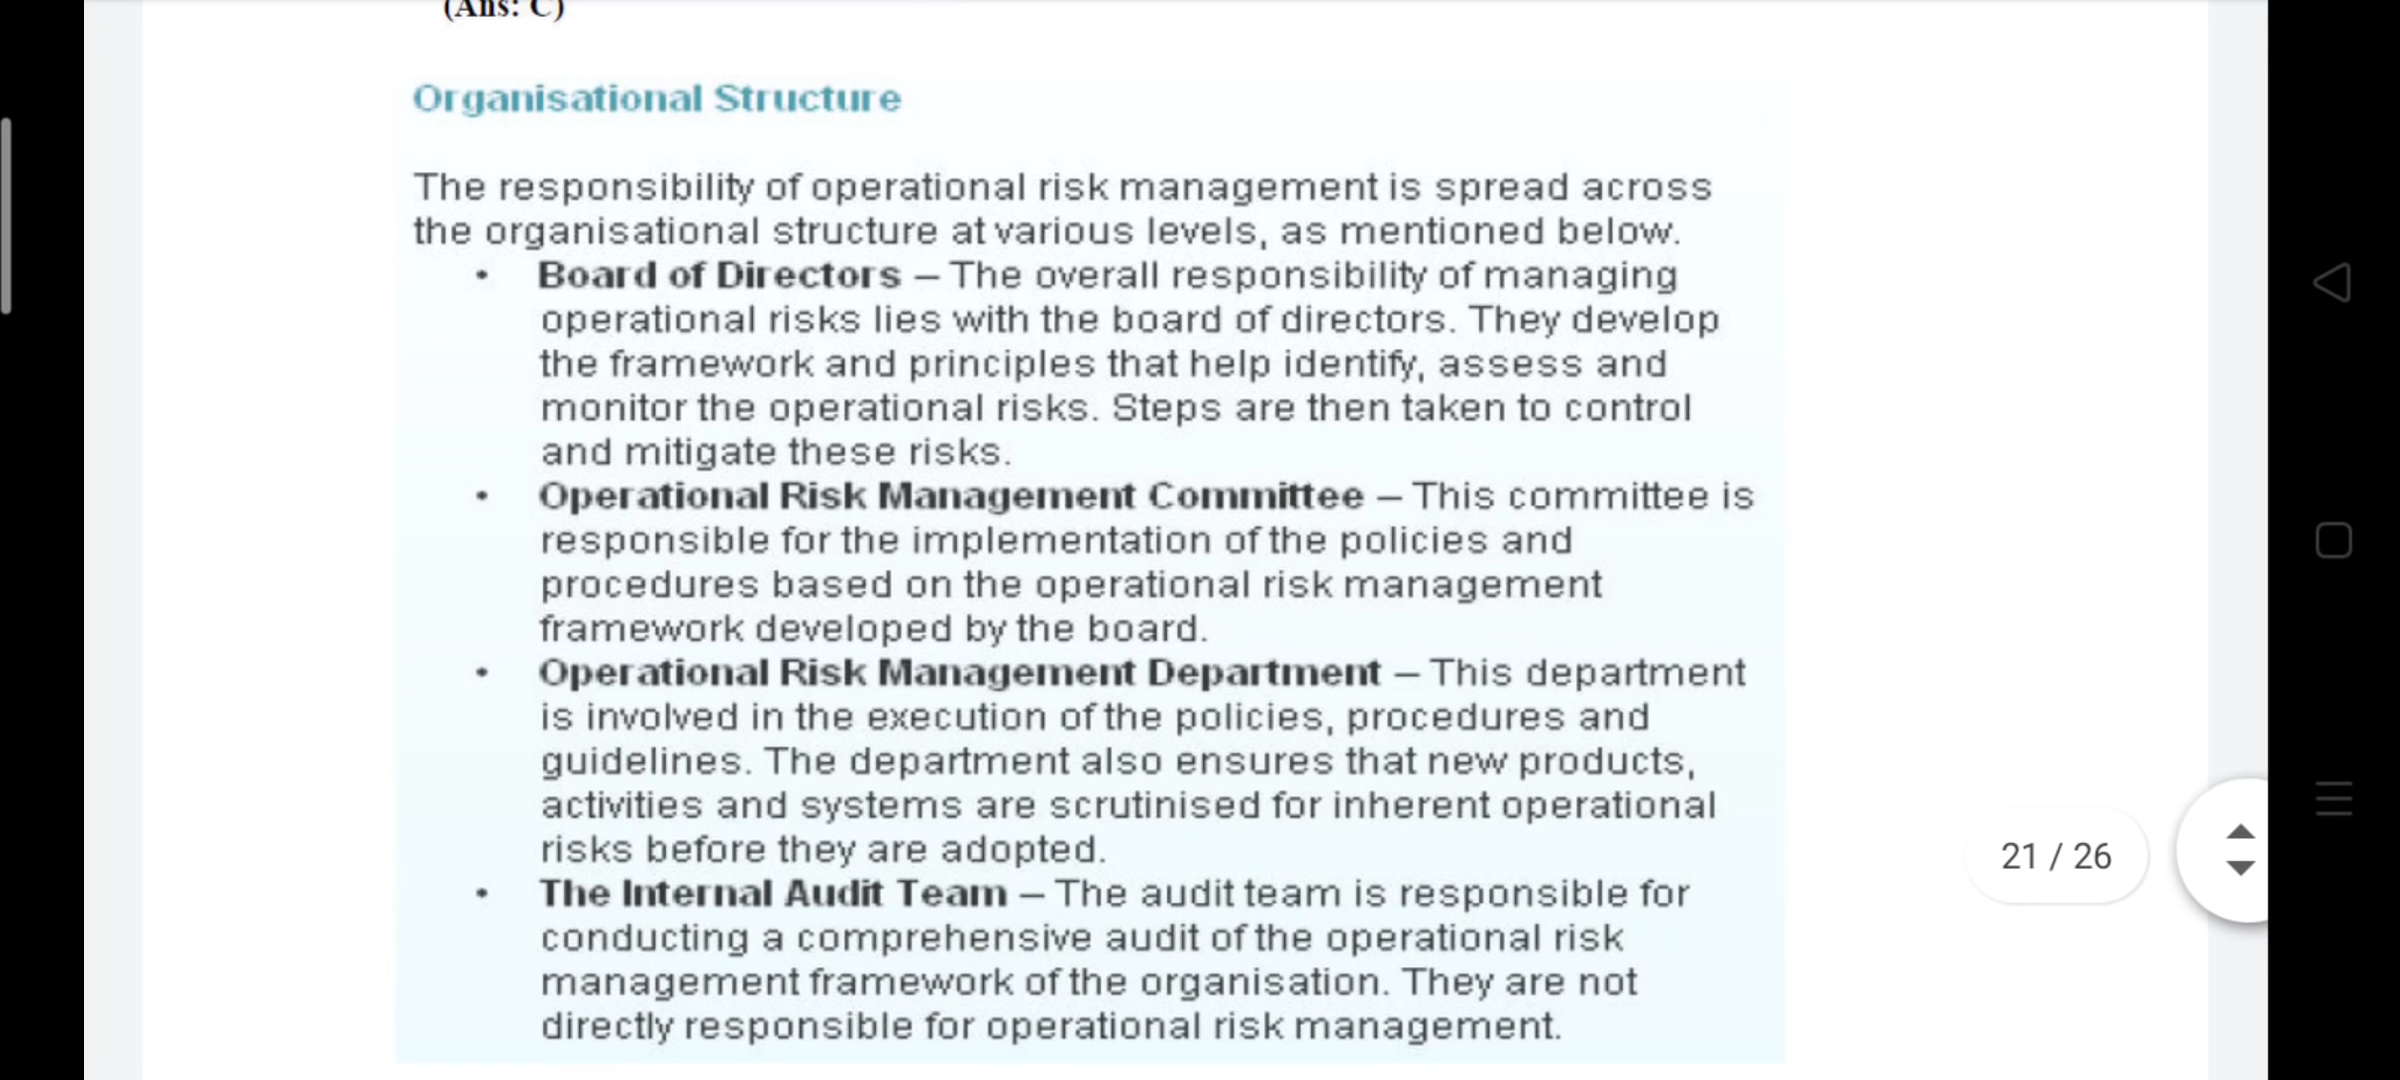 (Ans: C)
Organisational Structure
The responsibility of operational risk management is spread across
the organisational structure at various levels, as mentioned below.
• Board of Directors – The overall responsibility of managing
operational risks lies with the board of directors. They develop
the framework and principles that help identify, assess and
monitor the operational risks. Steps are then taken to control
and mitigate these risks.
• Operational Risk Management Committee – This committee is
responsible for the implementation of the policies and
procedures based on the operational risk management
framework developed by the board.
• Operational Risk Management Department – This department
is involved in the execution of the policies, procedures and
guidelines. The department also ensures that new products,
activities and systems are scrutinised for inherent operational
risks before they are adopted.
• The Internal Audit Team – The audit team is responsible for
conducting a comprehensive audit of the operational risk
management framework of the organisation. They are not
directly responsible for operational risk management.
21 / 26